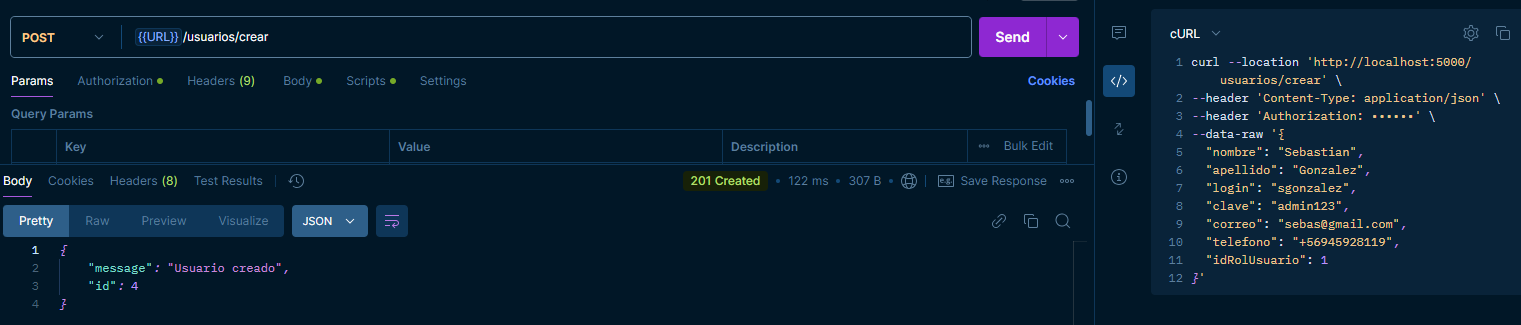 POST {{URL}}/usuarios/crear Send
Params Authorization Headers (9) Body Scripts Settings Cookies
Query Params
Key Value Description ••• Bulk Edit
Body Cookies Headers (8) Test Results 201 Created • 122 ms • 307 B • e.g. Save Response •••
Pretty Raw Preview Visualize JSON
1 {
2 "message": "Usuario creado",
3 "id": 4
4 }
cURL
1 curl --location 'http://localhost:5000/
usuarios/crear' \
2 --header 'Content-Type: application/json' \
3 --header 'Authorization: ••••••' \
4 --data-raw '{
5 "nombre": "Sebastian",
6 "apellido": "Gonzalez",
7 "login": "sgonzalez",
8 "clave": "admin123",
9 "correo": "sebas@gmail.com",
10 "telefono": "+56945928119",
11 "idRolUsuario": 1
12 }'